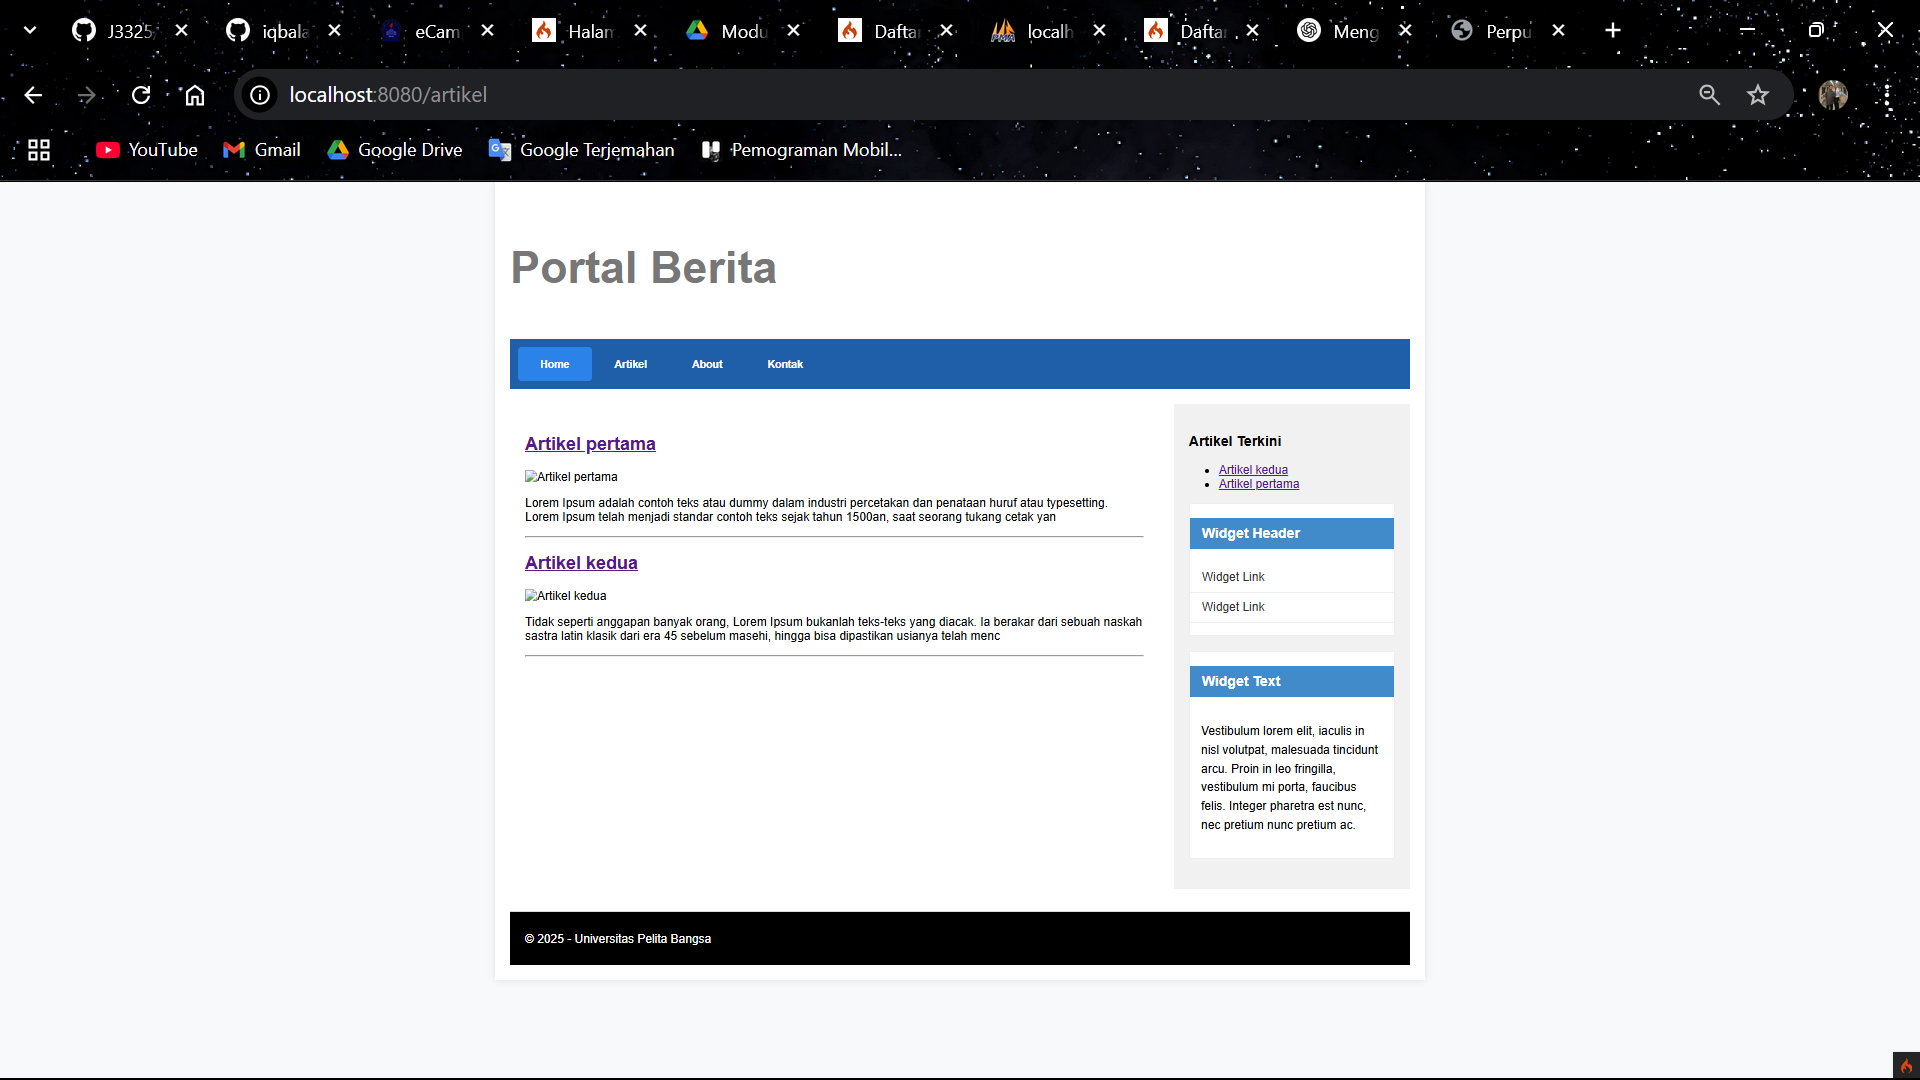 J3325
iqbala
eCam
Halam
Modu
Dafta
localh
Daftar
Meng
Perpu
localhost:8080/artikel
YouTube
Gmail
Google Drive
Google Terjemahan
Pemograman Mobil...
Portal Berita
Home
Artikel
About
Kontak
Artikel pertama
Artikel pertama
Lorem Ipsum adalah contoh teks atau dummy dalam industri percetakan dan penataan huruf atau typesetting.
Lorem Ipsum telah menjadi standar contoh teks sejak tahun 1500an, saat seorang tukang cetak yan
Artikel kedua
Artikel kedua
Tidak seperti anggapan banyak orang, Lorem Ipsum bukanlah teks-teks yang diacak. Ia berakar dari sebuah naskah
sastra latin klasik dari era 45 sebelum masehi, hingga bisa dipastikan usianya telah menc
Artikel Terkini
Artikel kedua
Artikel pertama
Widget Header
Widget Link
Widget Link
Widget Text
Vestibulum lorem elit, iaculis in
nisl volutpat, malesuada tincidunt
arcu. Proin in leo fringilla,
vestibulum mi porta, faucibus
felis. Integer pharetra est nunc,
nec pretium nunc pretium ac.
© 2025 - Universitas Pelita Bangsa